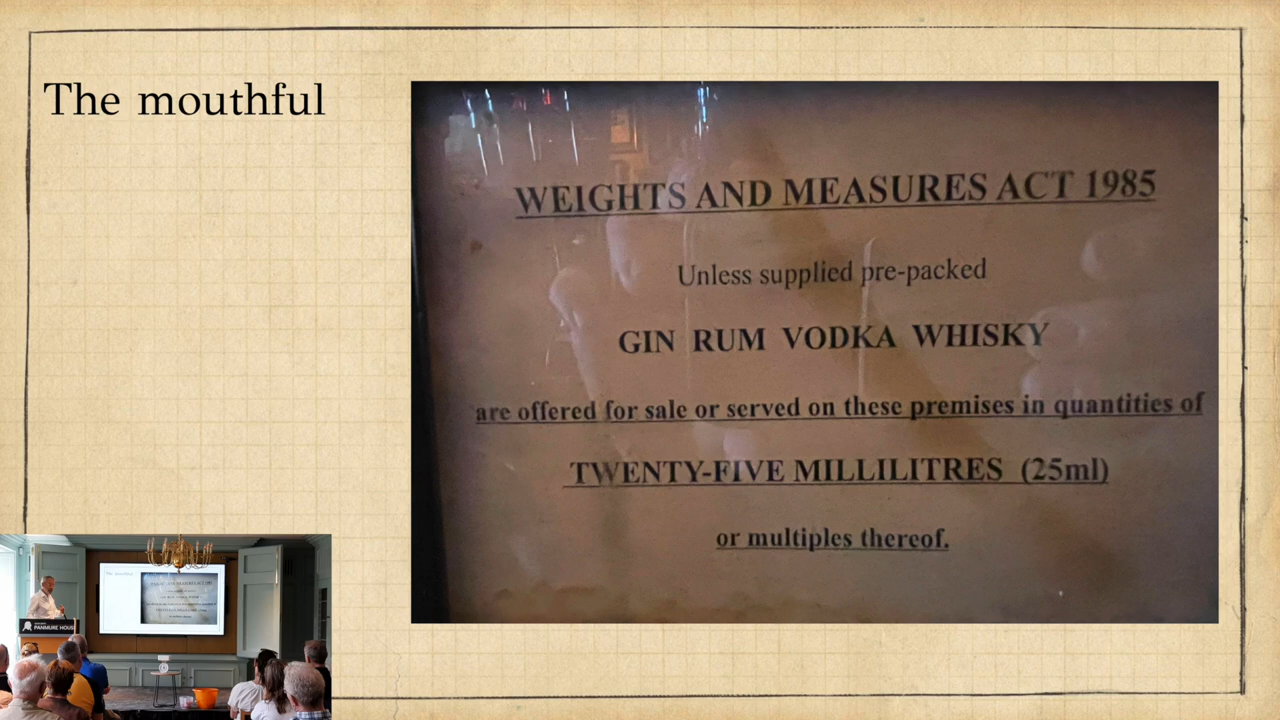 The mouthful
WEIGHTS AND MEASURES ACT 1985
Unless supplied pre-packed
GIN RUM VODKA WHISKY
are offered for sale or served on these premises in quantities of
TWENTY-FIVE MILLILITRES (25ml)
or multiples thereof.
PANMURE HOUS